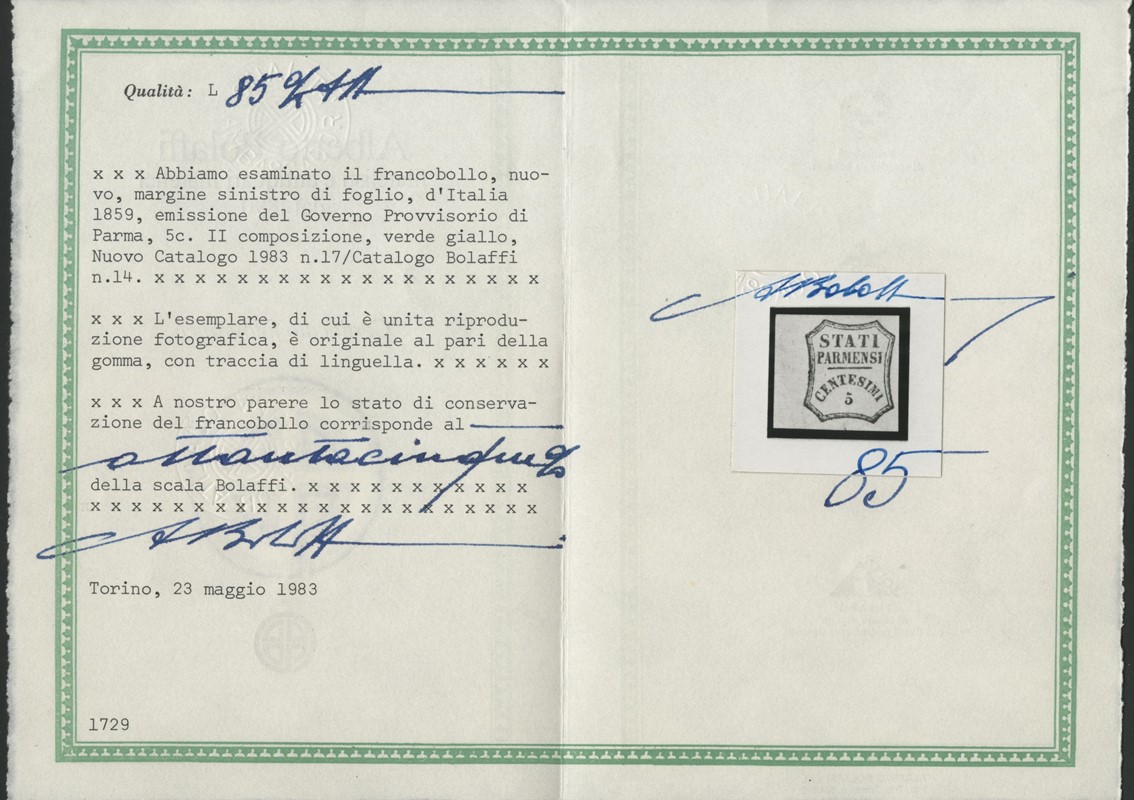 Qualità: L 85%
x x x Abbiamo esaminato il francobollo, nuo-
vo, margine sinistro di foglio, d'Italia
1859, emissione del Governo Provvisorio di
Parma, 5c. II composizione, verde giallo,
Nuovo Catalogo 1983 n.17/Catalogo Bolaffi
n.14. x x x x x x x x x x x x x x x x x x x
x x x L'esemplare, di cui è unita riprodu-
zione fotografica, è originale al pari della
gomma, con traccia di linguella. x x x x x x
x x x A nostro parere lo stato di conserva-
zione del francobollo corrisponde al
ottantacinque%
della scala Bolaffi. x x x x x x x x x x x
x x x x x x x x x x x x x x x x x x x x x x
ABolaffi
Torino, 23 maggio 1983
1729
ABolaffi
STATI
PARMENSI
CENTESIMI
5
85